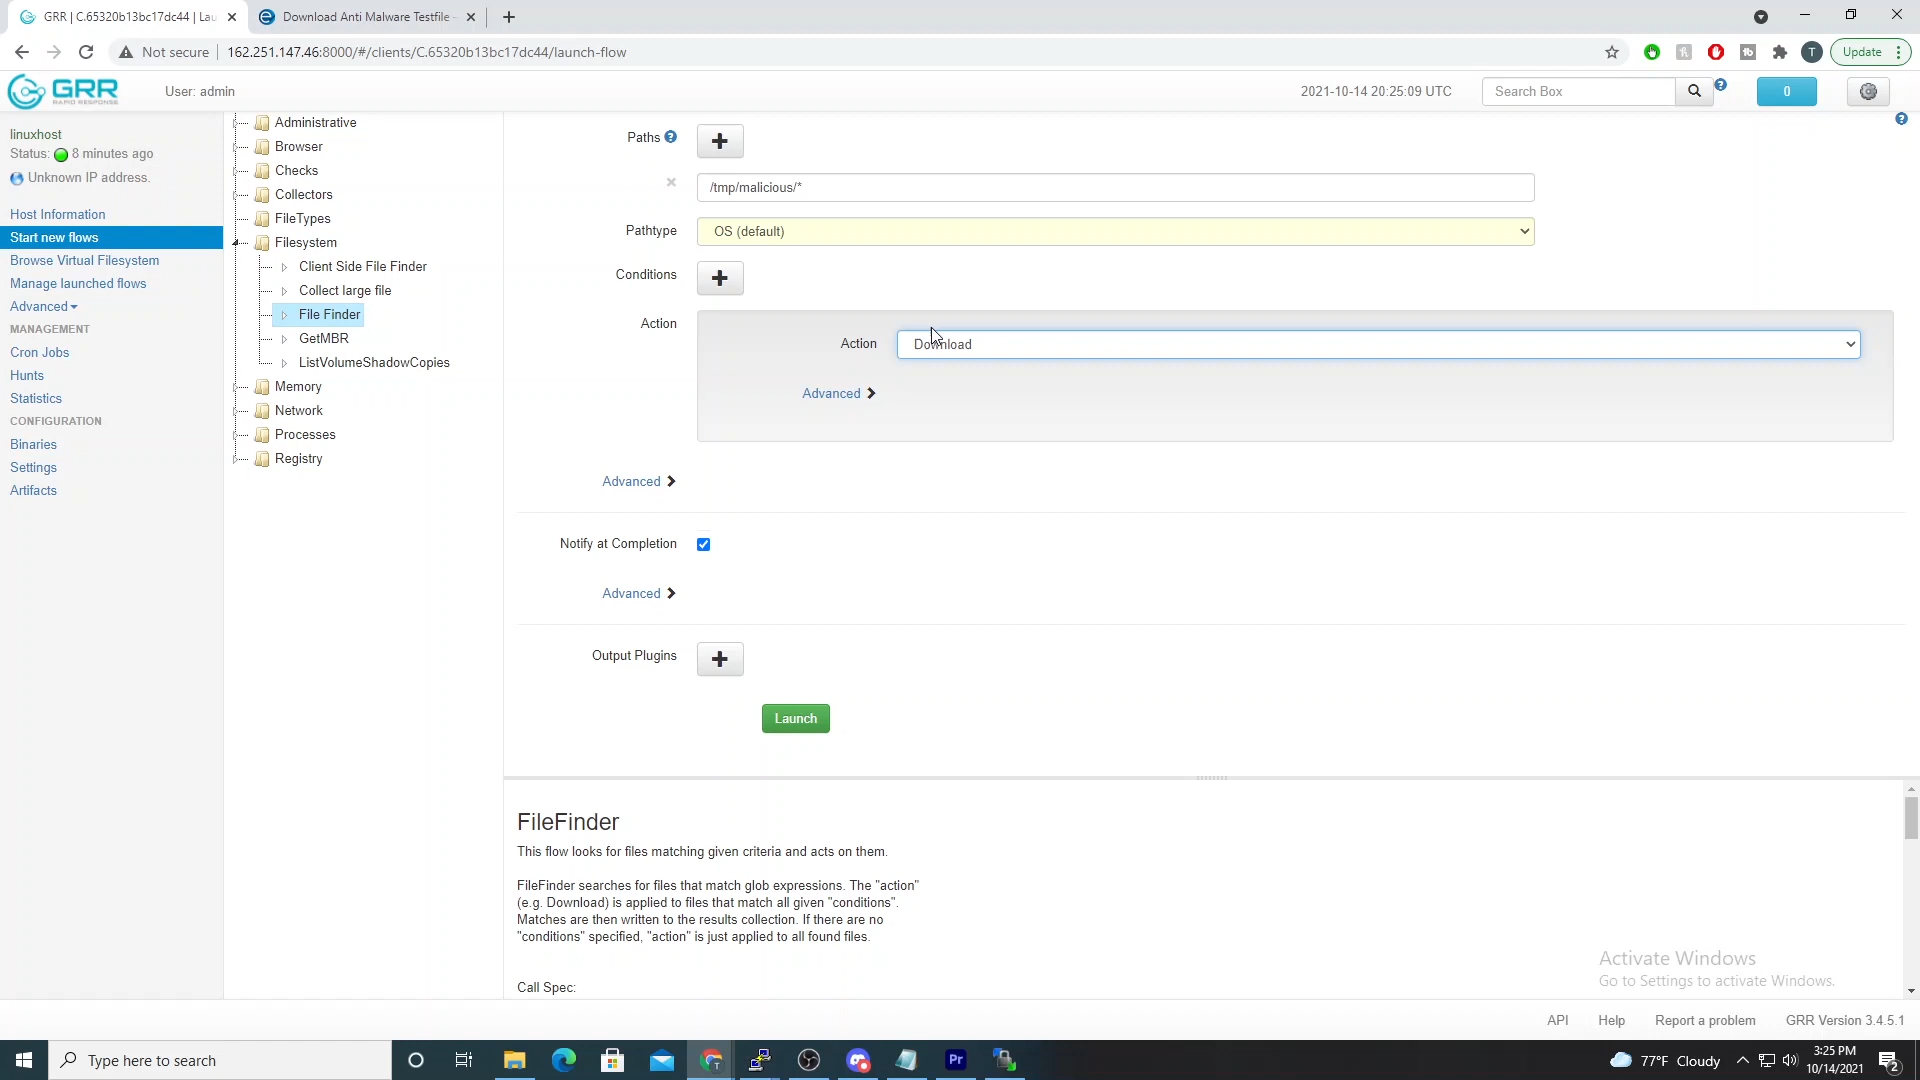 GRR | C.65320b13bc17dc44 | Lau
Download Anti Malware Testfile -
Not secure
162.251.147.46:8000/#/clients/C.65320b13bc17dc44/launch-flow
T
Update
GRR
RAPID RESPONSE
User: admin
2021-10-14 20:25:09 UTC
Search Box
0
linuxhost
Status: 8 minutes ago
Unknown IP address.
Host Information
Start new flows
Browse Virtual Filesystem
Manage launched flows
Advanced
MANAGEMENT
Cron Jobs
Hunts
Statistics
CONFIGURATION
Binaries
Settings
Artifacts
Administrative
Browser
Checks
Collectors
FileTypes
Filesystem
Client Side File Finder
Collect large file
File Finder
GetMBR
ListVolumeShadowCopies
Memory
Network
Processes
Registry
Paths
/tmp/malicious/*
Pathtype
OS (default)
Conditions
Action
Action
Download
Advanced
Advanced
Notify at Completion
Advanced
Output Plugins
Launch
FileFinder
This flow looks for files matching given criteria and acts on them.
FileFinder searches for files that match glob expressions. The "action"
(e.g. Download) is applied to files that match all given "conditions".
Matches are then written to the results collection. If there are no
"conditions" specified, "action" is just applied to all found files.
Call Spec:
Activate Windows
Go to Settings to activate Windows.
API
Help
Report a problem
GRR Version 3.4.5.1
Type here to search
Pr
77°F Cloudy
3:25 PM
10/14/2021
2